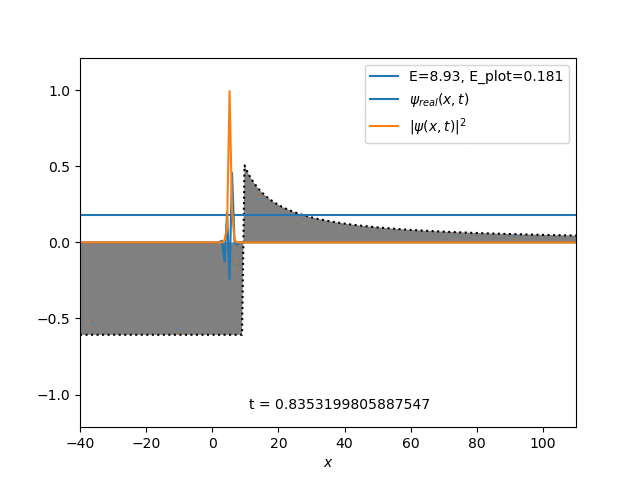 E=8.93, E_plot=0.181
ψreal(x, t)
|ψ(x, t)|²
1.0
0.5
0.0
−0.5
−1.0
t = 0.8353199805887547
−40 −20 0 20 40 60 80 100
x